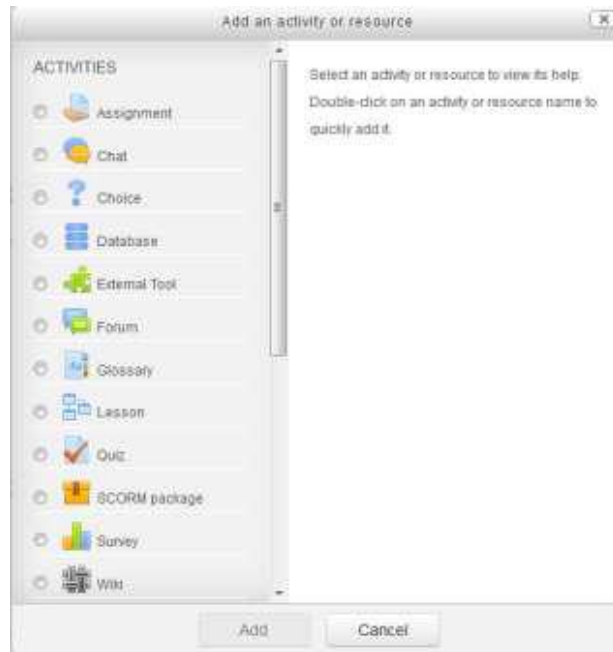 Add an activity or resource
ACTIVITIES
Assignment
Chat
Choice
Database
External Tool
Forum
Glossary
Lesson
Quiz
SCORM package
Survey
Wiki
Select an activity or resource to view its help.
Double-click on an activity or resource name to
quickly add it.
Add
Cancel